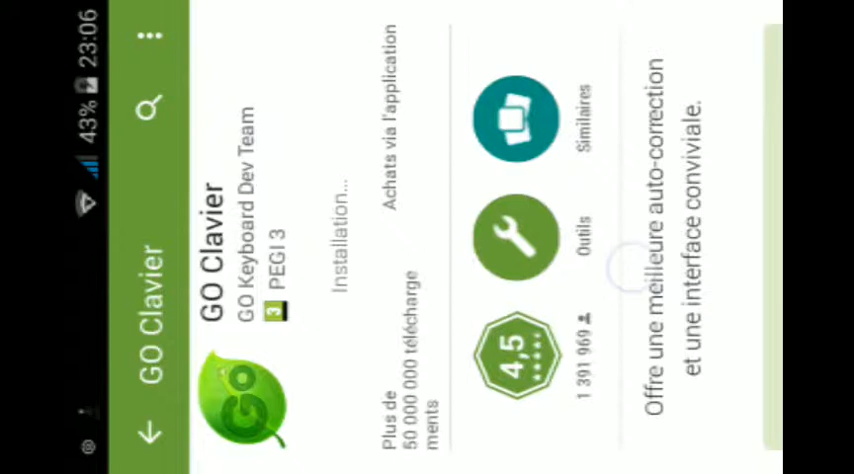 43% 23:06
GO Clavier
GO
GO Clavier
GO Keyboard Dev Team
3 PEGI 3
Installation...
Plus de
50 000 000 télécharge
ments
Achats via l'application
4,5
1 391 969
Outils
Similaires
Offre une meilleure auto-correction
et une interface conviviale.